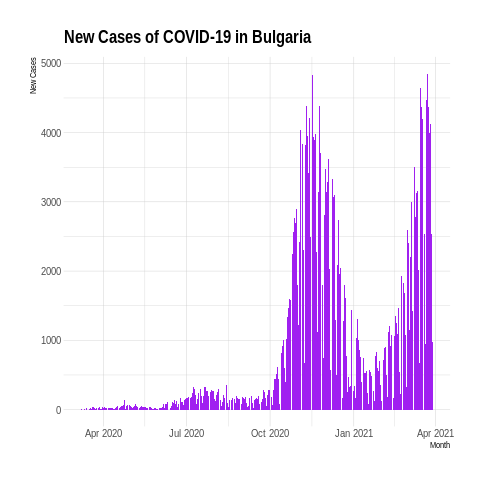 New Cases of COVID-19 in Bulgaria
New Cases
5000
4000
3000
2000
1000
0
Apr 2020 Jul 2020 Oct 2020 Jan 2021 Apr 2021
Month